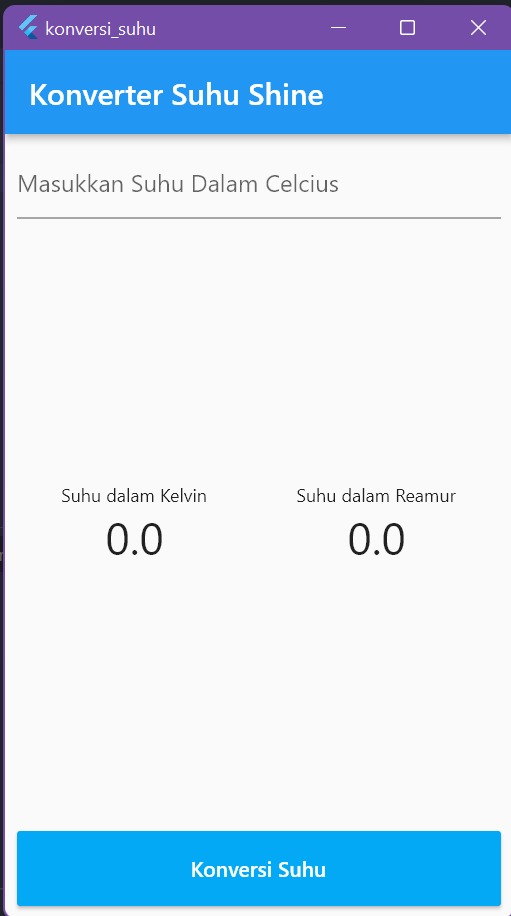 konversi_suhu
Konverter Suhu Shine
Masukkan Suhu Dalam Celcius
Suhu dalam Kelvin
0.0
Suhu dalam Reamur
0.0
Konversi Suhu